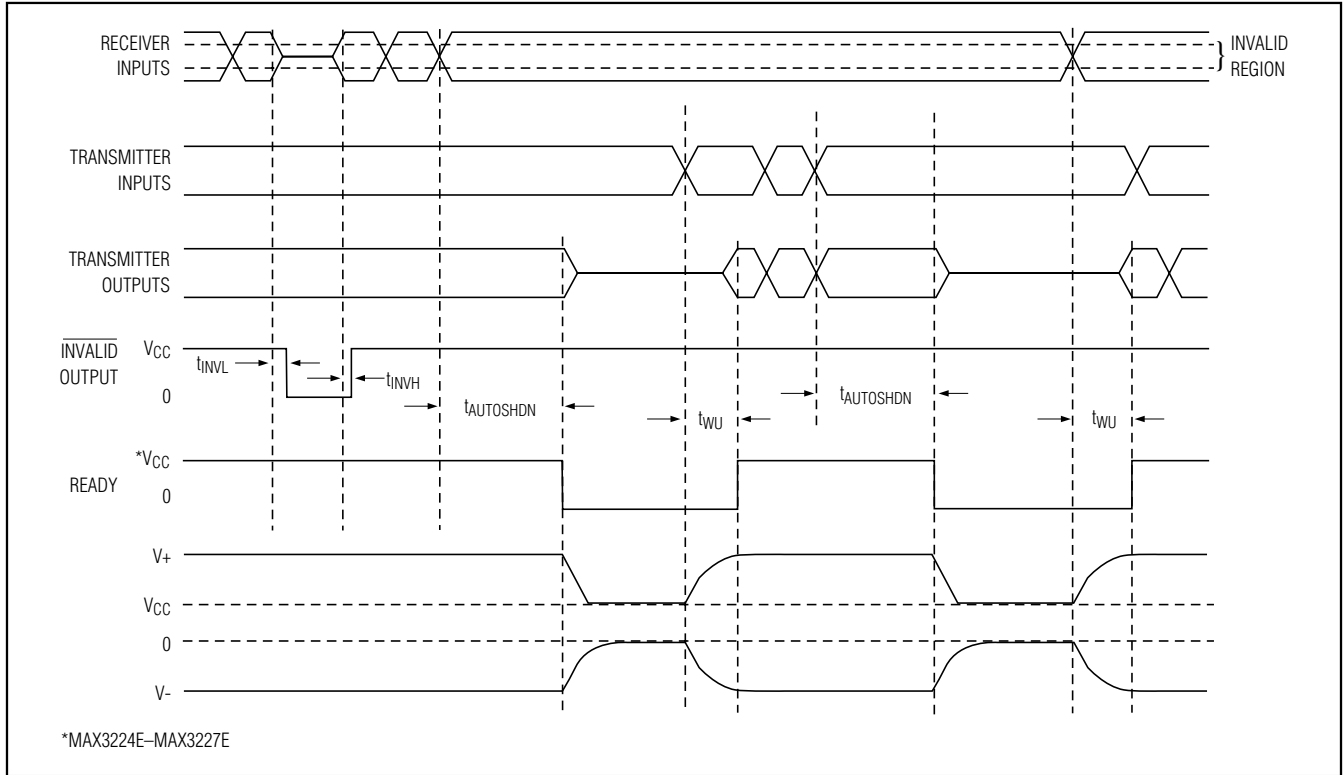 RECEIVER
INPUTS
INVALID
REGION
TRANSMITTER
INPUTS
TRANSMITTER
OUTPUTS
INVALID
OUTPUT
VCC
0
tINVL
tINVH
tAUTOSHDN
tWU
tAUTOSHDN
tWU
READY
*VCC
0
V+
VCC
0
V-
*MAX3224E–MAX3227E